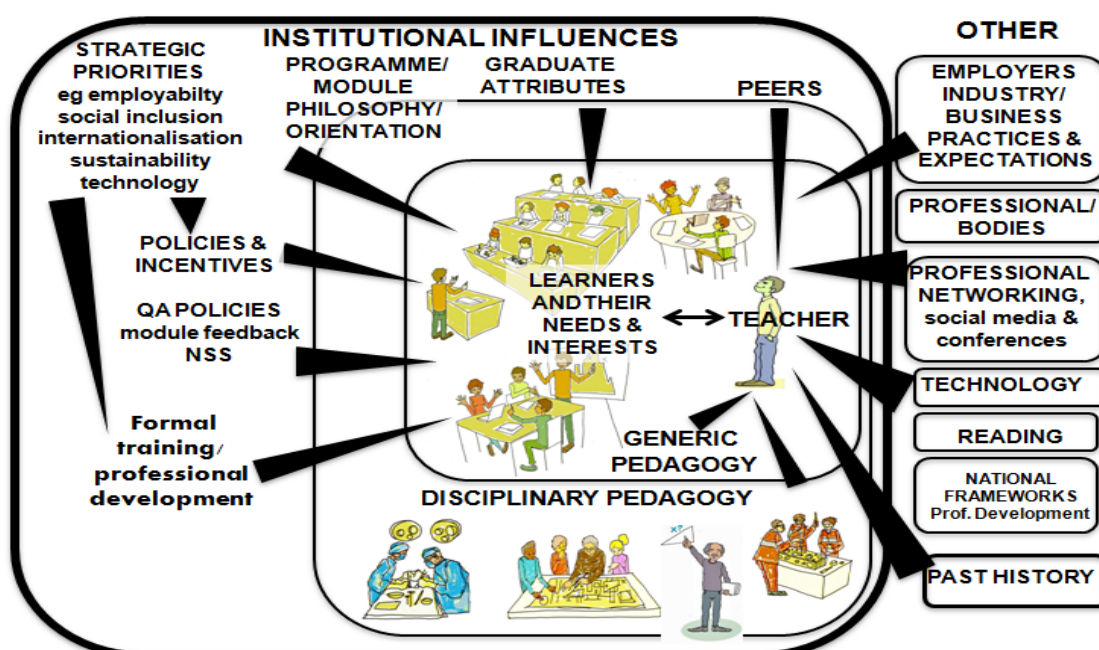 INSTITUTIONAL INFLUENCES
STRATEGIC
PRIORITIES
eg employabilty
social inclusion
internationalisation
sustainability
technology
PROGRAMME/
MODULE
PHILOSOPHY/
ORIENTATION
GRADUATE
ATTRIBUTES
PEERS
POLICIES &
INCENTIVES
QA POLICIES
module feedback
NSS
Formal
training/
professional
development
LEARNERS
ANDTHEIR
NEEDS &
INTERESTS
TEACHER
GENERIC
PEDAGOGY
DISCIPLINARY PEDAGOGY
X?
OTHER
EMPLOYERS
INDUSTRY/
BUSINESS
PRACTICES &
EXPECTATIONS
PROFESSIONAL/
BODIES
PROFESSIONAL
NETWORKING,
social media &
conferences
TECHNOLOGY
READING
NATIONAL
FRAMEWORKS
Prof. Development
PAST HISTORY